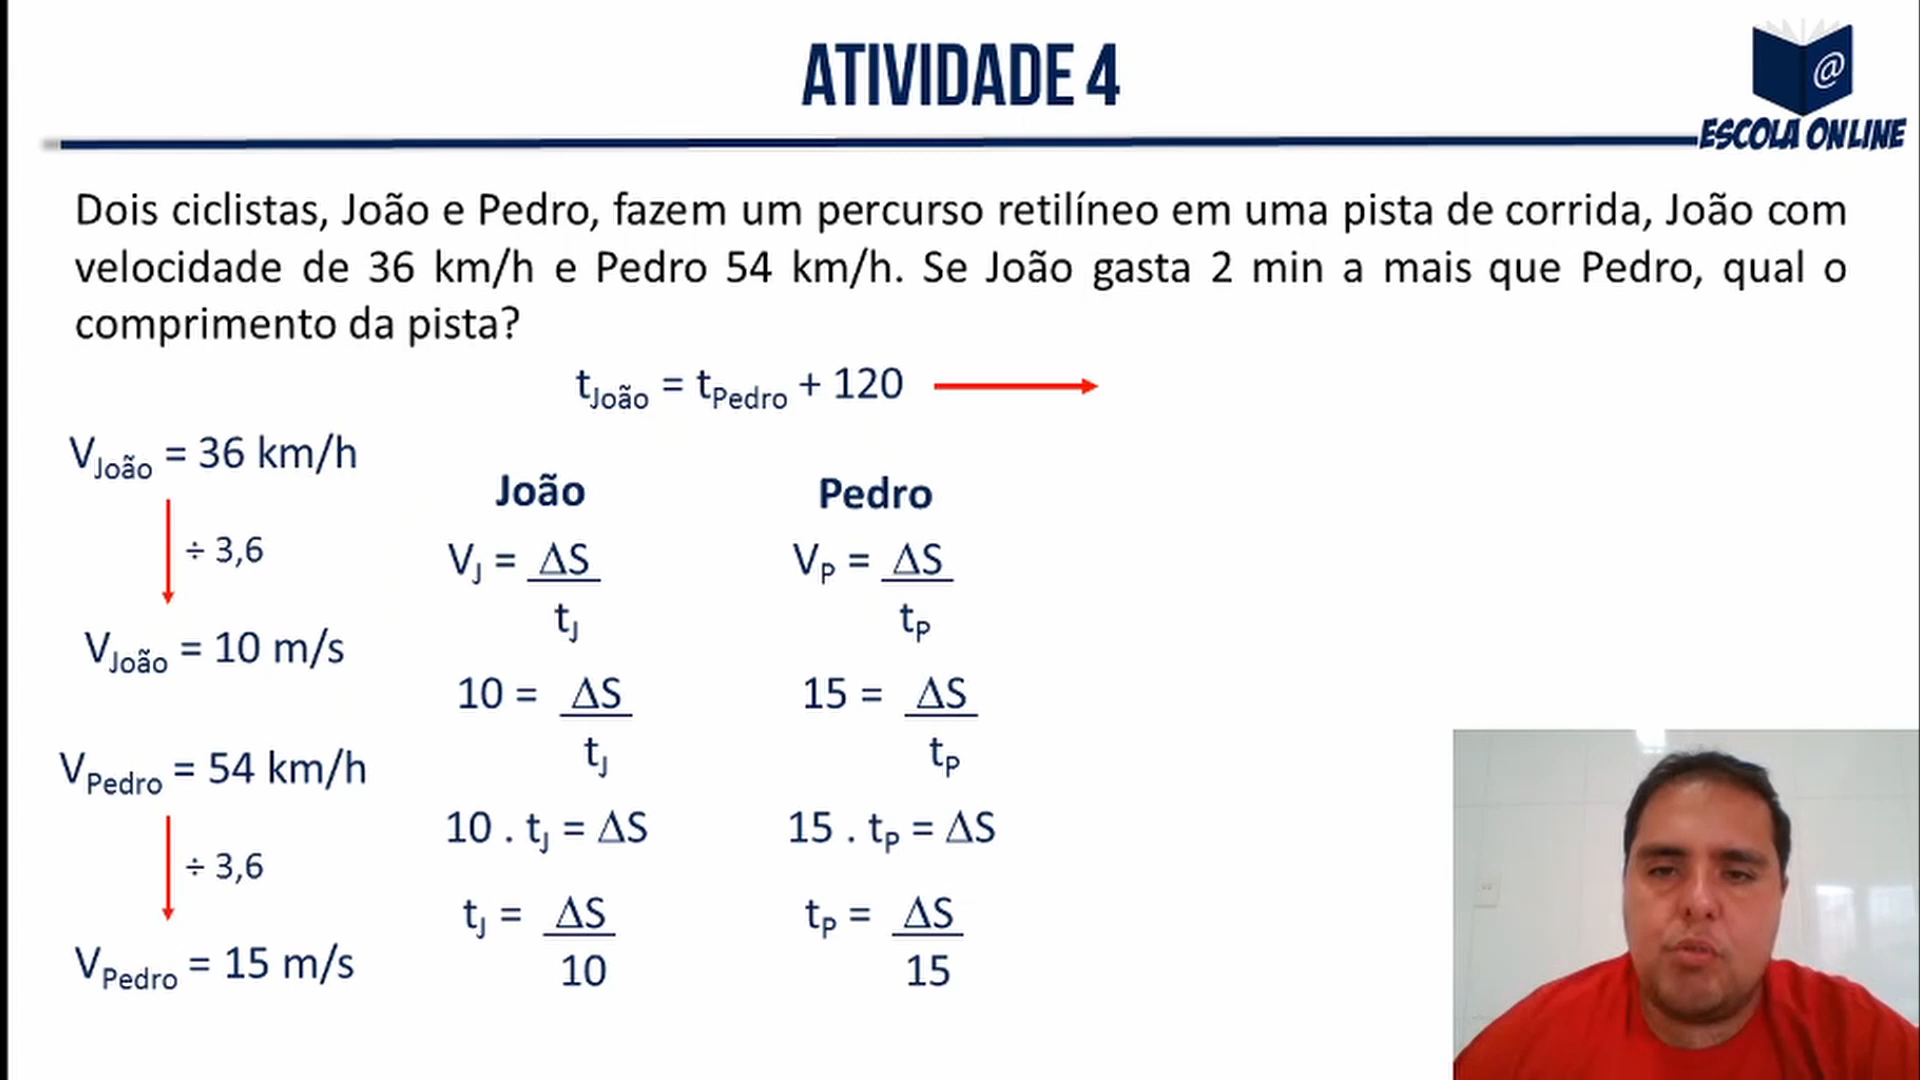 ATIVIDADE 4
@
ESCOLA ONLINE
Dois ciclistas, João e Pedro, fazem um percurso retilíneo em uma pista de corrida, João com
velocidade de 36 km/h e Pedro 54 km/h. Se João gasta 2 min a mais que Pedro, qual o
comprimento da pista?
tJoão = tPedro + 120
VJoão = 36 km/h
÷ 3,6
VJoão = 10 m/s
VPedro = 54 km/h
÷ 3,6
VPedro = 15 m/s
João
VJ = ΔS
tJ
10 = ΔS
tJ
10 . tJ = ΔS
tJ = ΔS
10
Pedro
VP = ΔS
tP
15 = ΔS
tP
15 . tP = ΔS
tP = ΔS
15